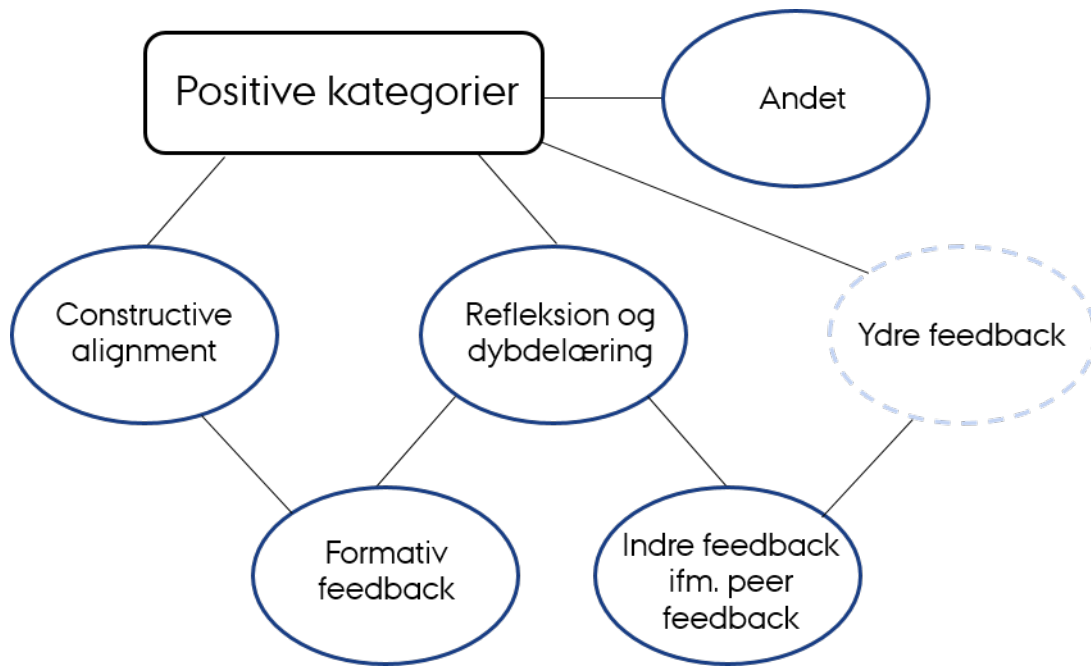 Positive kategorier
Andet
Constructive
alignment
Refleksion og
dybdelæring
Ydre feedback
Formativ
feedback
Indre feedback
ifm. peer
feedback